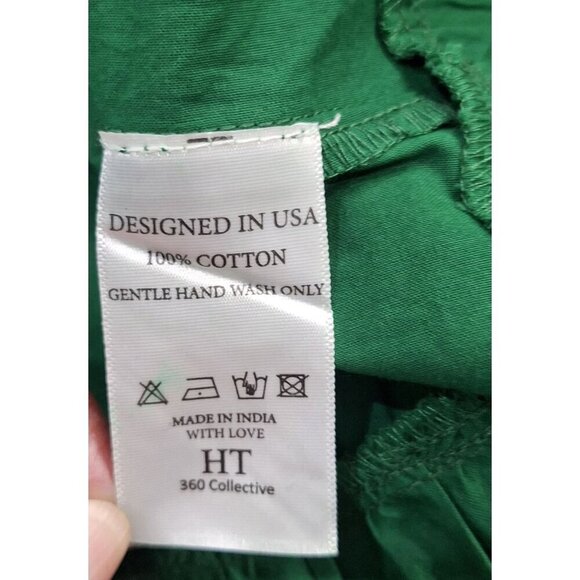 DESIGNED IN USA
100% COTTON
GENTLE HAND WASH ONLY
MADE IN INDIA
WITH LOVE
HT
360 Collective